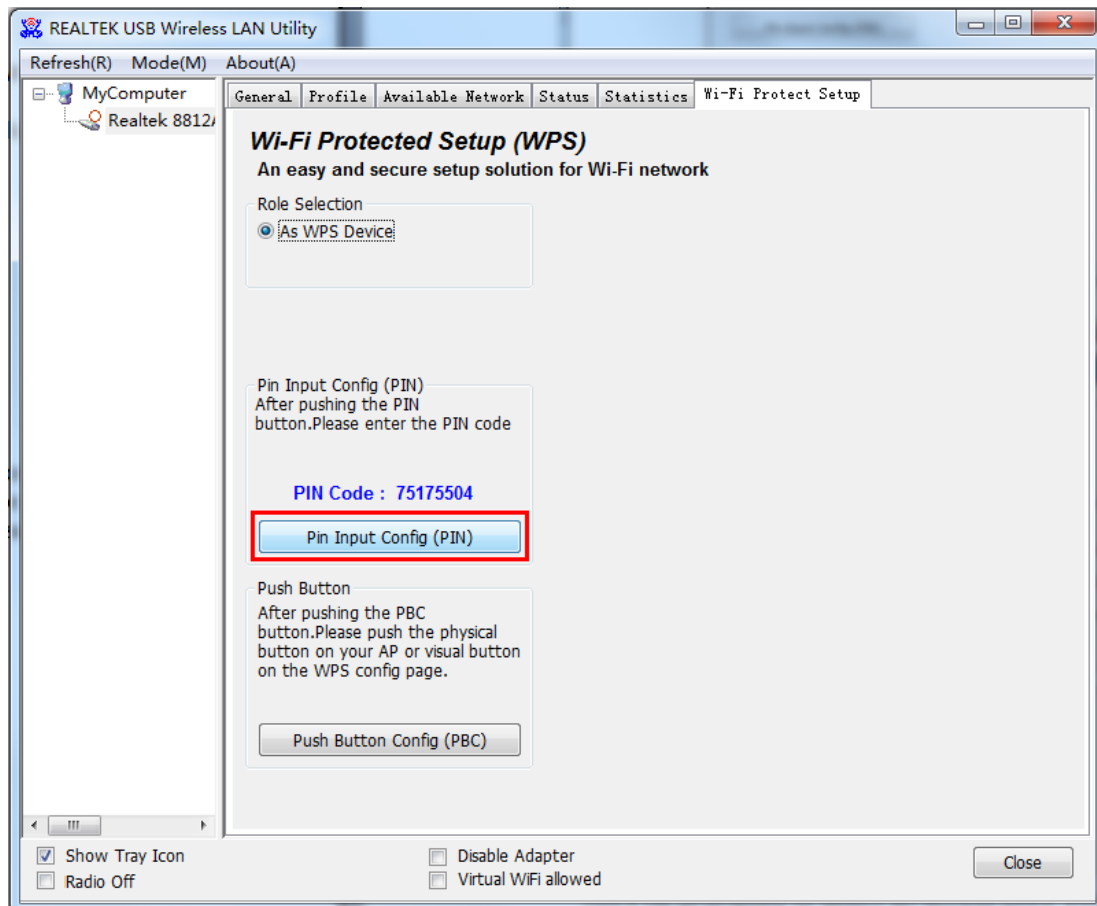 REALTEK USB Wireless LAN Utility
Refresh(R) Mode(M) About(A)
MyComputer
Realtek 8812A
General Profile Available Network Status Statistics Wi-Fi Protect Setup
Wi-Fi Protected Setup (WPS)
An easy and secure setup solution for Wi-Fi network
Role Selection
As WPS Device
Pin Input Config (PIN)
After pushing the PIN
button.Please enter the PIN code
PIN Code : 75175504
Pin Input Config (PIN)
Push Button
After pushing the PBC
button.Please push the physical
button on your AP or visual button
on the WPS config page.
Push Button Config (PBC)
Show Tray Icon
Radio Off
Disable Adapter
Virtual WiFi allowed
Close